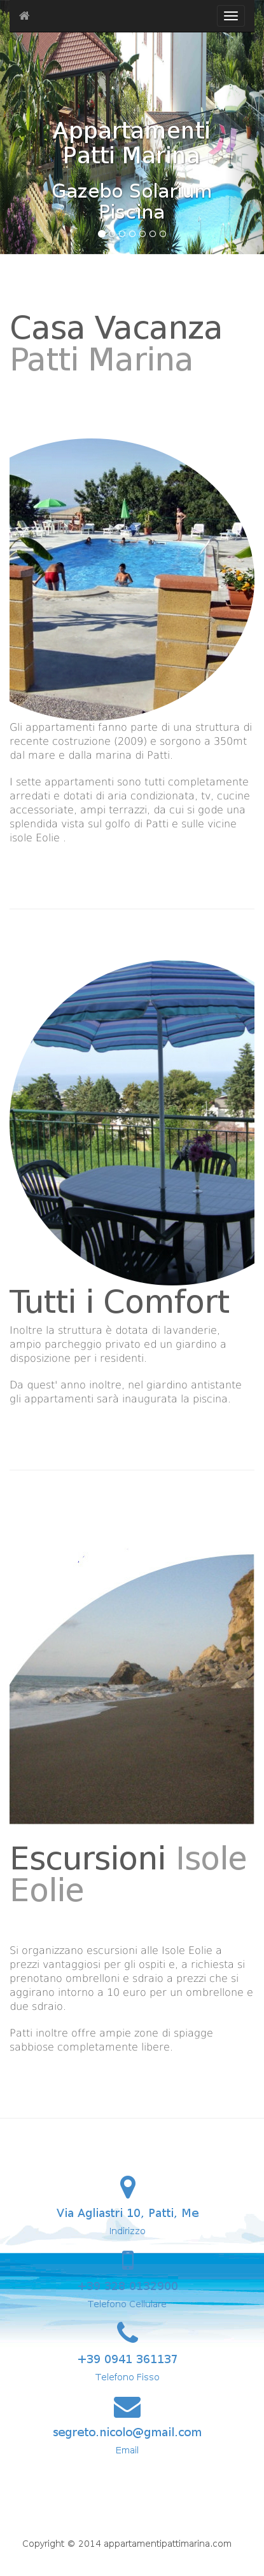 Appartamenti
Patti Marina
Gazebo Solarium
Piscina
Casa Vacanza
Patti Marina
Gli appartamenti fanno parte di una struttura di
recente costruzione (2009) e sorgono a 350mt
dal mare e dalla marina di Patti.
I sette appartamenti sono tutti completamente
arredati e dotati di aria condizionata, tv, cucine
accessoriate, ampi terrazzi, da cui si gode una
splendida vista sul golfo di Patti e sulle vicine
isole Eolie .
Tutti i Comfort
Inoltre la struttura è dotata di lavanderie,
ampio parcheggio privato ed un giardino a
disposizione per i residenti.
Da quest' anno inoltre, nel giardino antistante
gli appartamenti sarà inaugurata la piscina.
Escursioni Isole
Eolie
Si organizzano escursioni alle Isole Eolie a
prezzi vantaggiosi per gli ospiti e, a richiesta si
prenotano ombrelloni e sdraio a prezzi che si
aggirano intorno a 10 euro per un ombrellone e
due sdraio.
Patti inoltre offre ampie zone di spiagge
sabbiose completamente libere.
Via Agliastri 10, Patti, Me
Indirizzo
+39
Telefono Cellulare
+39 0941 361137
Telefono Fisso
segreto.nicolo@gmail.com
Email
Copyright © 2014 appartamentipattimarina.com